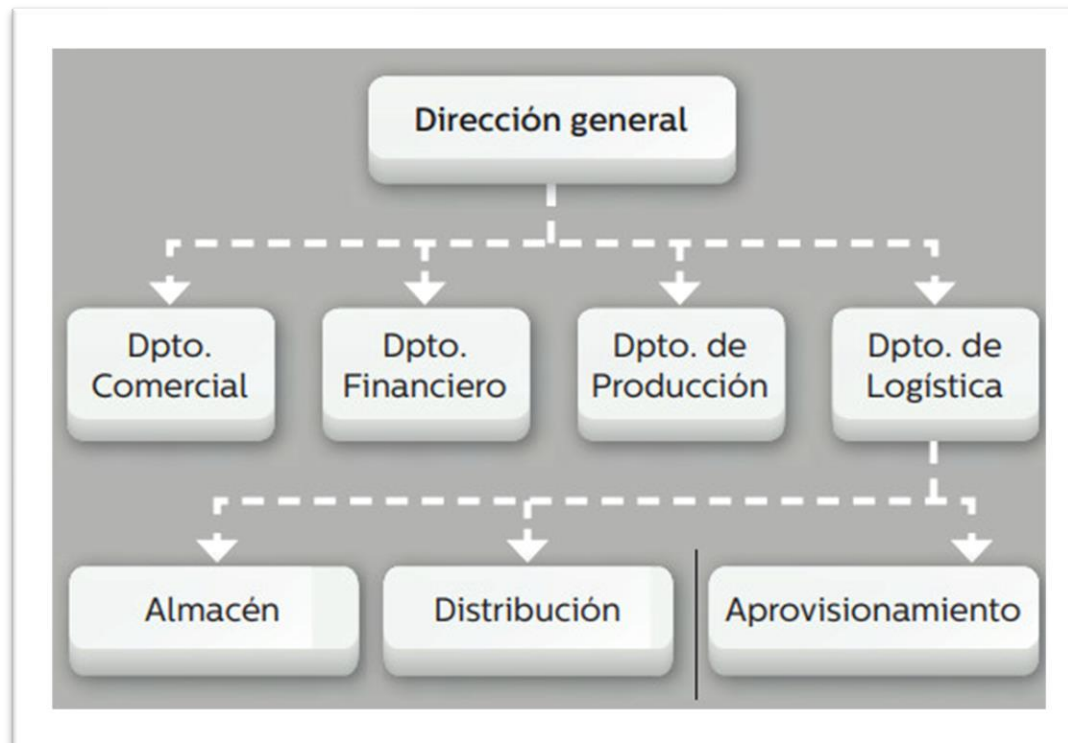 Dirección general
Dpto.
Comercial
Dpto.
Financiero
Dpto. de
Producción
Dpto. de
Logística
Almacén
Distribución
Aprovisionamiento